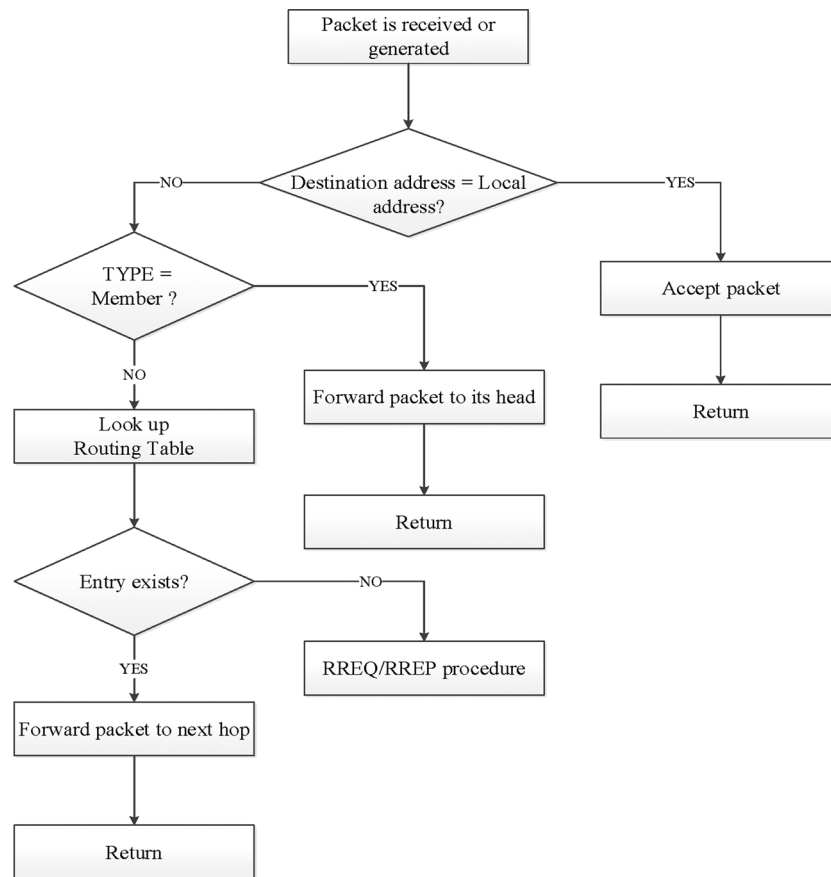 Packet is received or
generated
Destination address = Local
address?
NO
YES
TYPE =
Member ?
YES
Accept packet
NO
Forward packet to its head
Return
Look up
Routing Table
Return
Entry exists?
NO
YES
RREQ/RREP procedure
Forward packet to next hop
Return